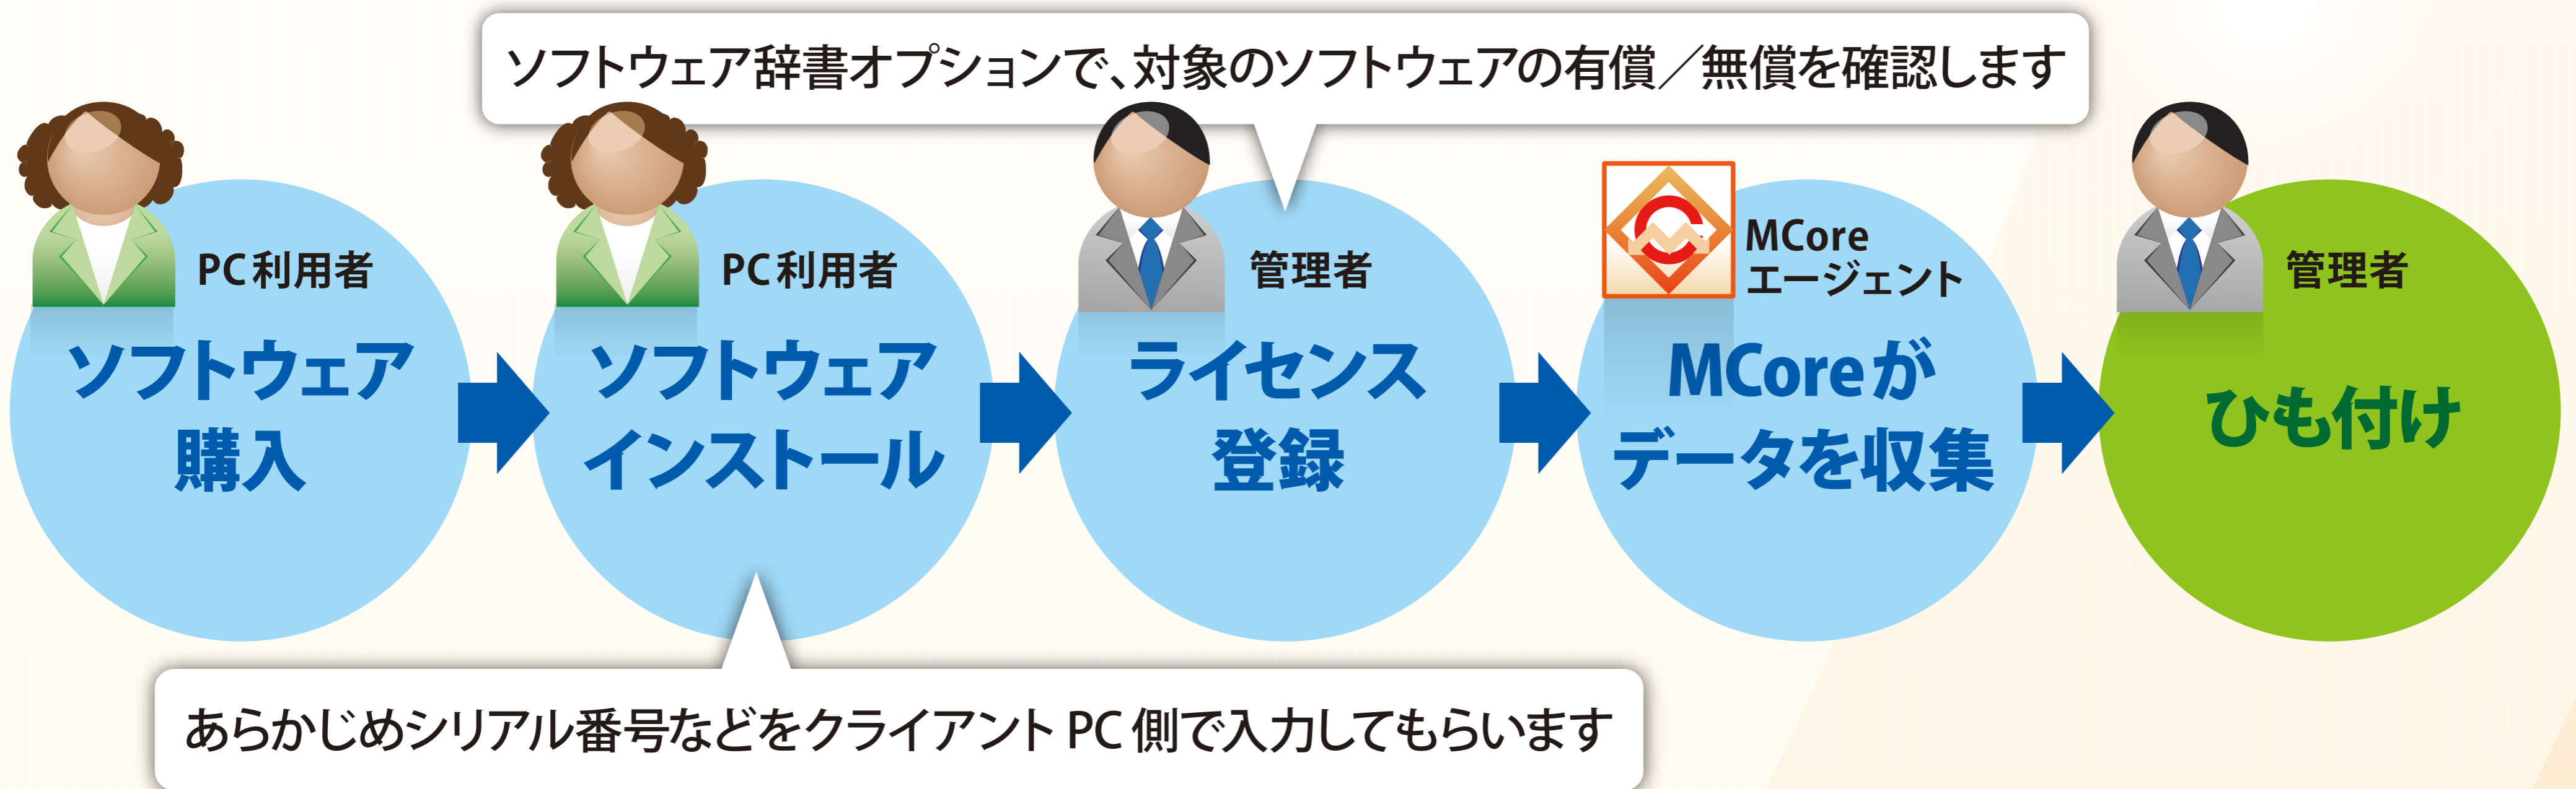 ソフトウェア辞書オプションで、対象のソフトウェアの有償／無償を確認します
PC利用者
ソフトウェア
購入
PC利用者
ソフトウェア
インストール
管理者
ライセンス
登録
MCore
エージェント
MCoreが
データを収集
管理者
ひも付け
あらかじめシリアル番号などをクライアントPC側で入力してもらいます